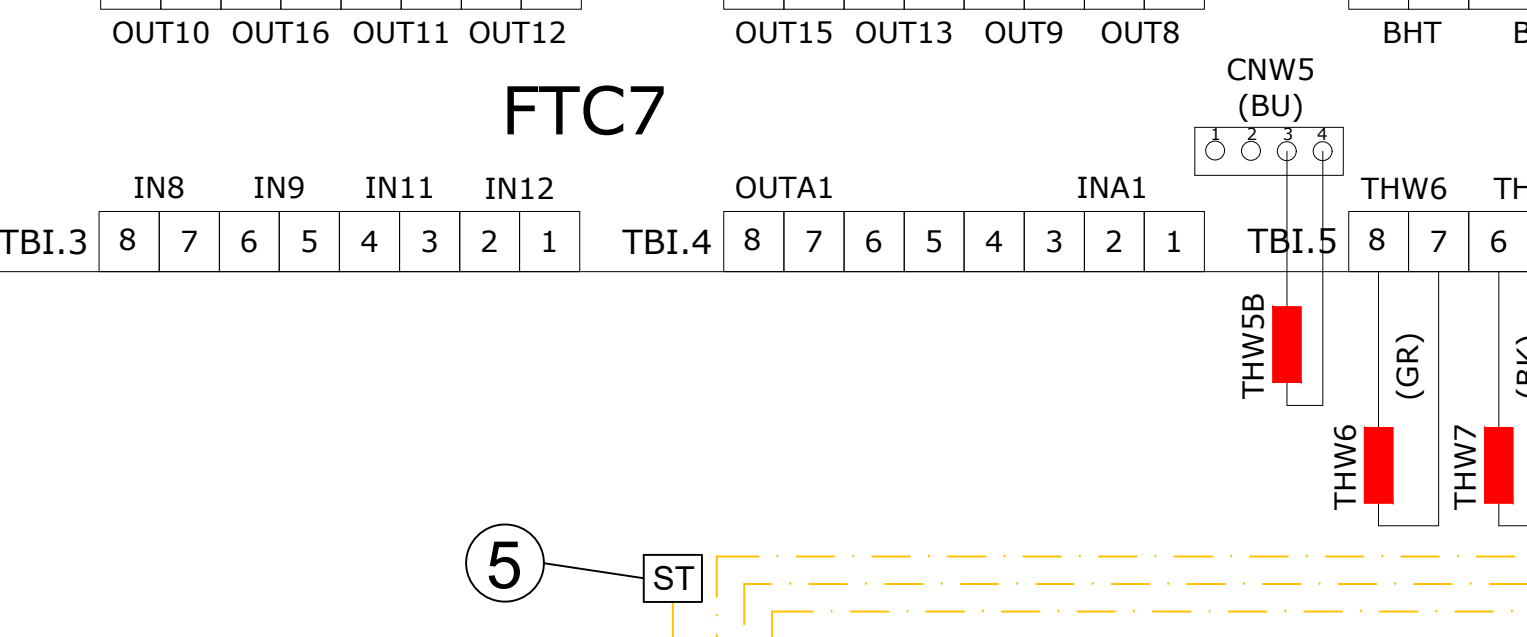 OUT10 OUT16 OUT11 OUT12 OUT15 OUT13 OUT9 OUT8 BHT
CNW5
(BU)
FTC7
1 2 3 4
IN8 IN9 IN11 IN12 OUTA1 INA1 THW6 TH
TBI.3 8 7 6 5 4 3 2 1 TBI.4 8 7 6 5 4 3 2 1 TBI.5 8 7 6
THW5B
(GR)
(BK)
THW6
THW7
5
ST